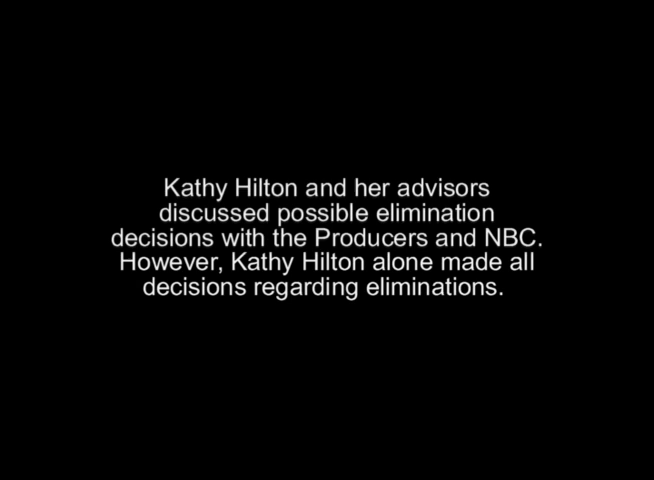 Kathy Hilton and her advisors
discussed possible elimination
decisions with the Producers and NBC.
However, Kathy Hilton alone made all
decisions regarding eliminations.